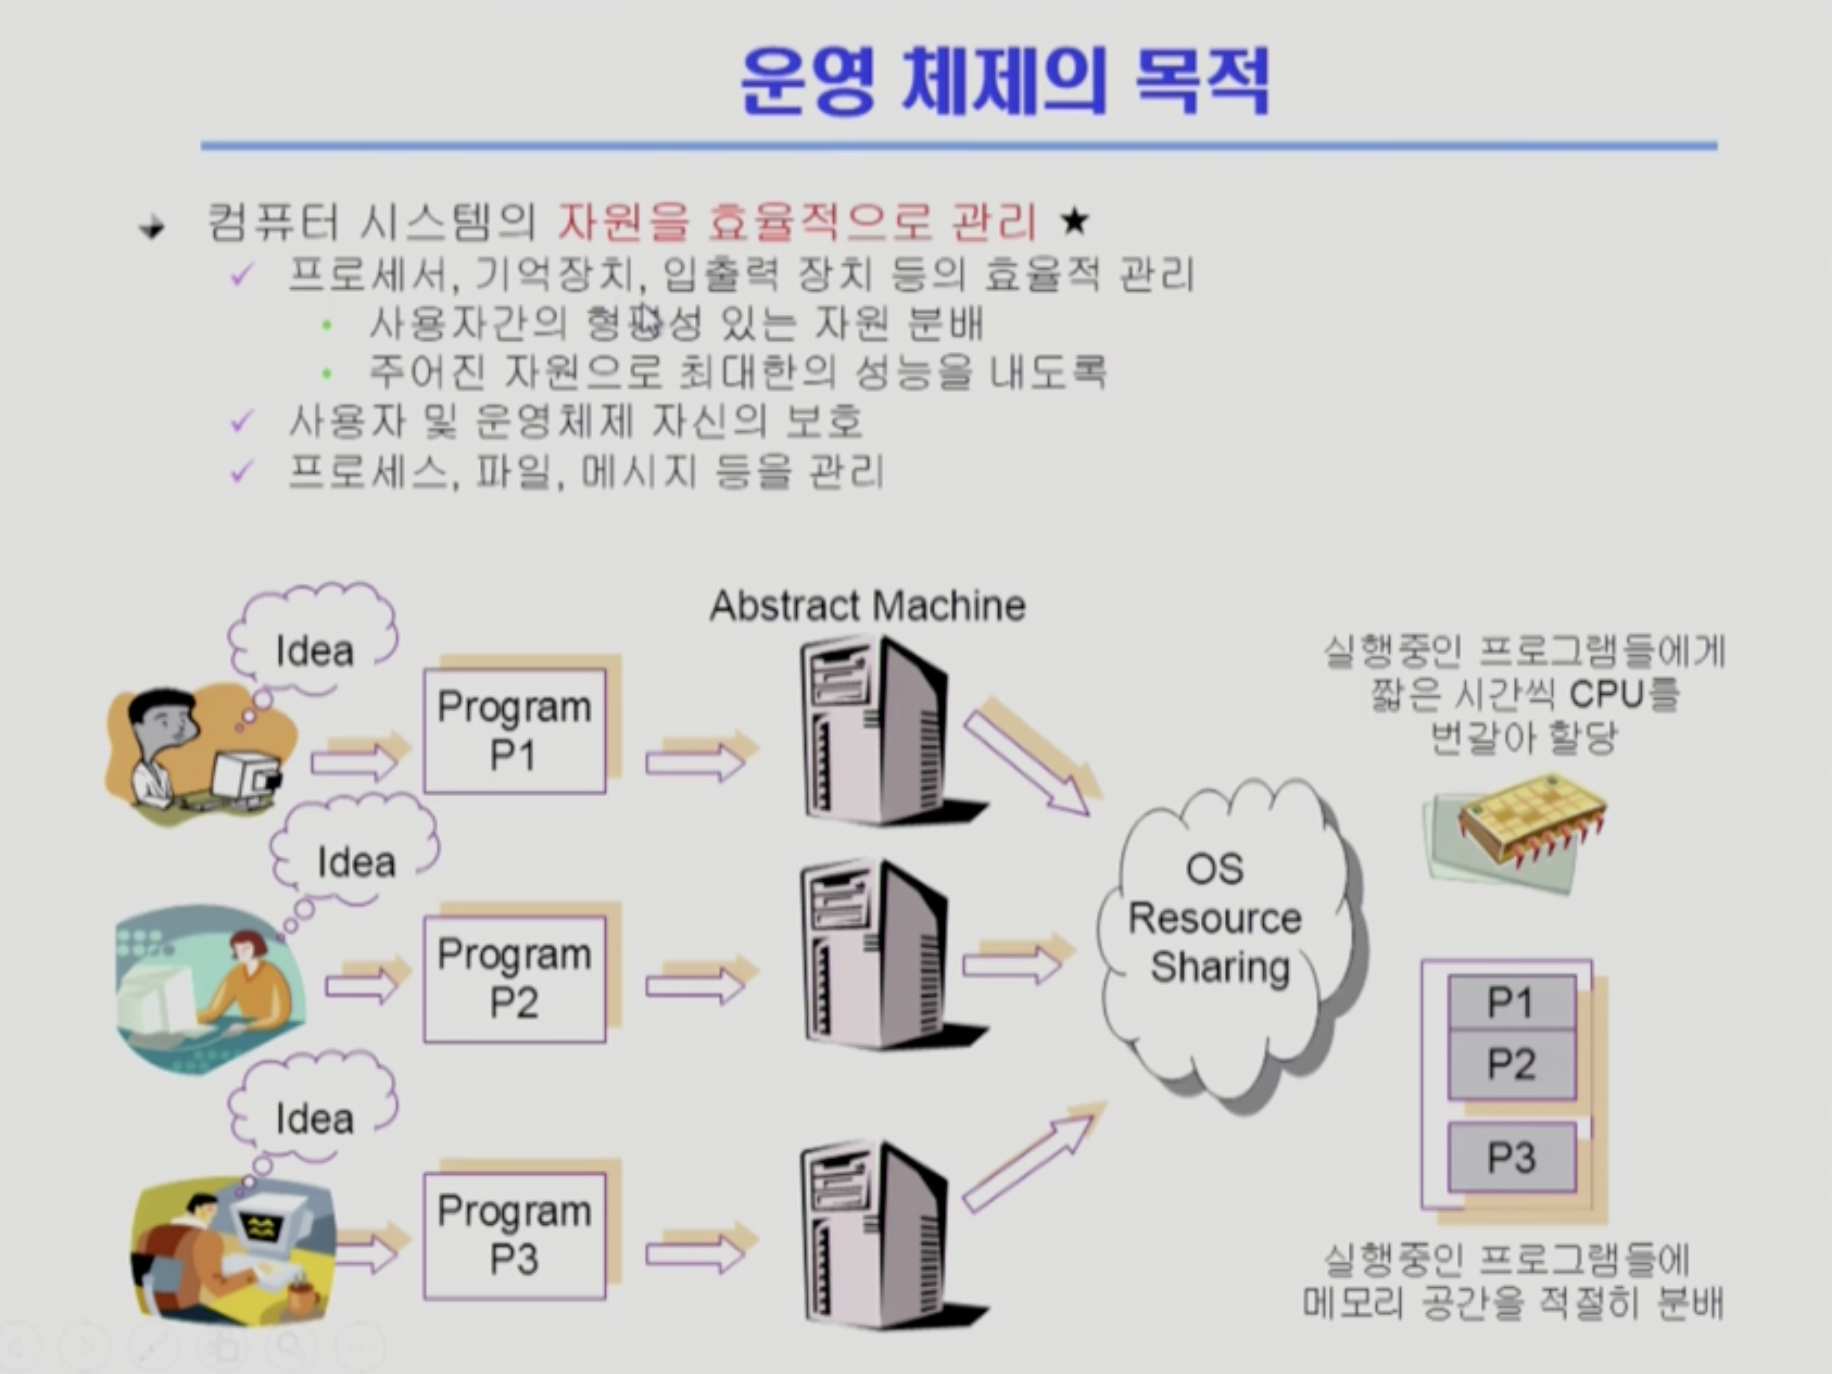 운영 체제의 목적
컴퓨터 시스템의 자원을 효율적으로 관리 ★
프로세서, 기억장치, 입출력 장치 등의 효율적 관리
사용자간의 형평성 있는 자원 분배
주어진 자원으로 최대한의 성능을 내도록
사용자 및 운영체제 자신의 보호
프로세스, 파일, 메시지 등을 관리
Abstract Machine
Idea
Program
P1
Idea
Program
P2
Idea
Program
P3
OS
Resource
Sharing
실행중인 프로그램들에게
짧은 시간씩 CPU를
번갈아 할당
P1
P2
P3
실행중인 프로그램들에
메모리 공간을 적절히 분배